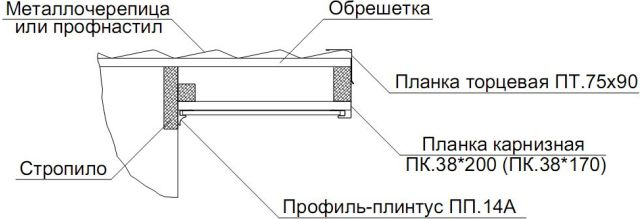 Металлочерепица
или профнастил
Обрешетка
Планка торцевая ПТ.75х90
Планка карнизная
ПК.38*200 (ПК.38*170)
Стропило
Профиль-плинтус ПП.14А